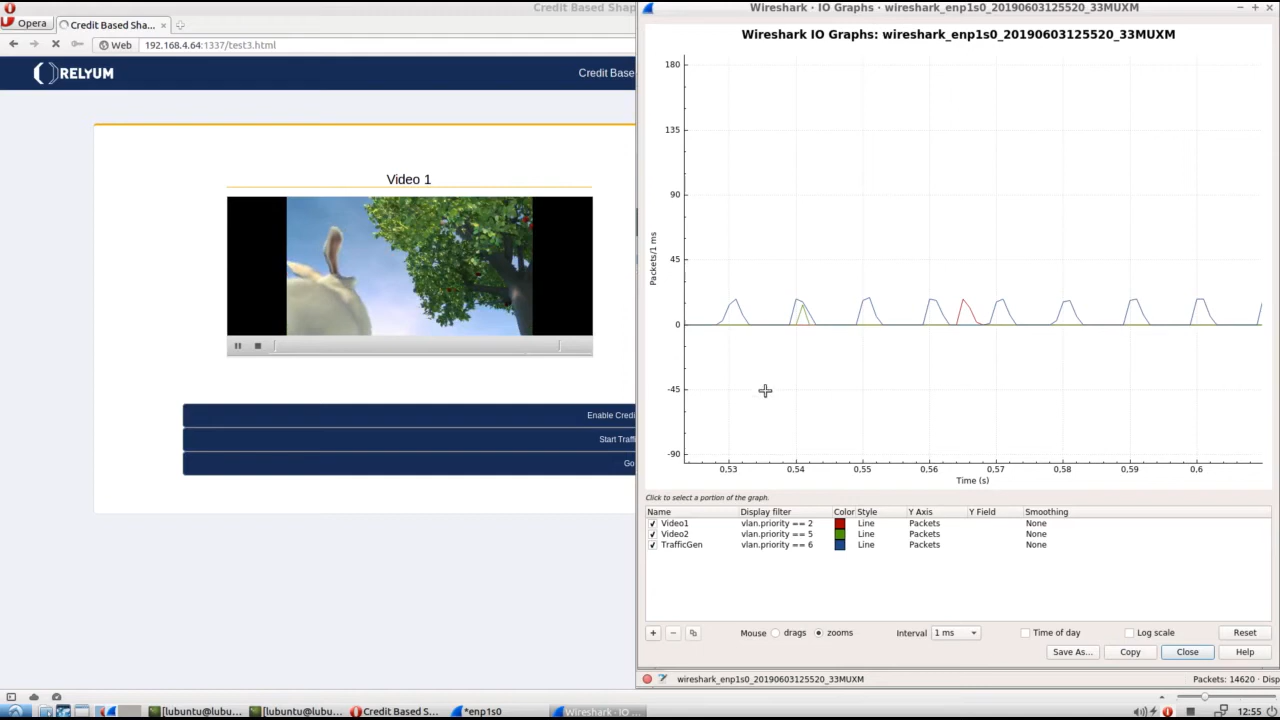 Credit Based Shap
Opera
Credit Based Sha...
Web
192.168.4.64:1337/test3.html
RELYUM
Credit Base
Video 1
Enable Credi
Start Traffi
Go
Wireshark · IO Graphs · wireshark_enp1s0_20190603125520_33MUXM
Wireshark IO Graphs: wireshark_enp1s0_20190603125520_33MUXM
180
135
90
45
0
-45
-90
Packets/1 ms
0,53 0,54 0,55 0,56 0,57 0,58 0,59 0,6
Time (s)
Click to select a portion of the graph.
Name Display filter Color Style Y Axis Y Field Smoothing
Video1 vlan.priority == 2 Line Packets None
Video2 vlan.priority == 5 Line Packets None
TrafficGen vlan.priority == 6 Line Packets None
Mouse drags zooms Interval 1 ms Time of day Log scale Reset
Save As... Copy Close Help
wireshark_enp1s0_20190603125520_33MUXM
Packets: 14620 · Disp
lubuntu@lubu...
lubuntu@lubu...
Credit Based S...
*enp1s0
Wireshark · IO ...
12:55